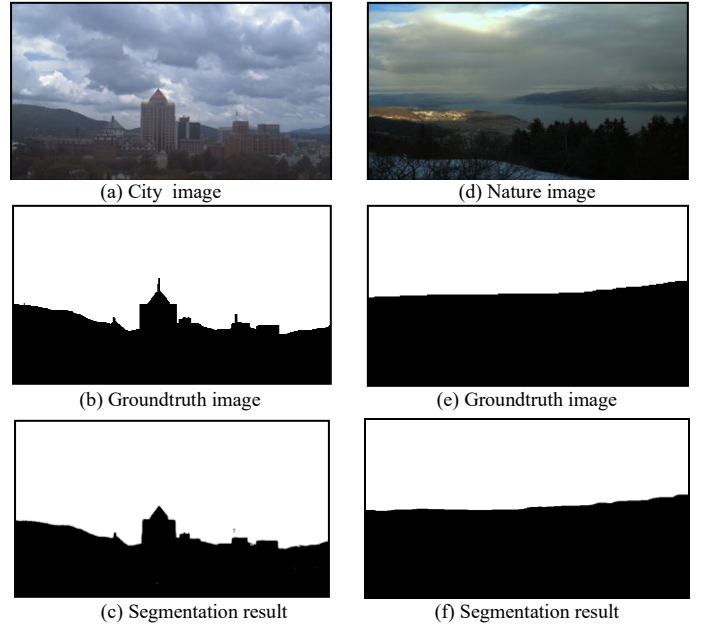 (a) City  image
(d) Nature image
(b) Groundtruth image
(e) Groundtruth image
(c) Segmentation result
(f) Segmentation result